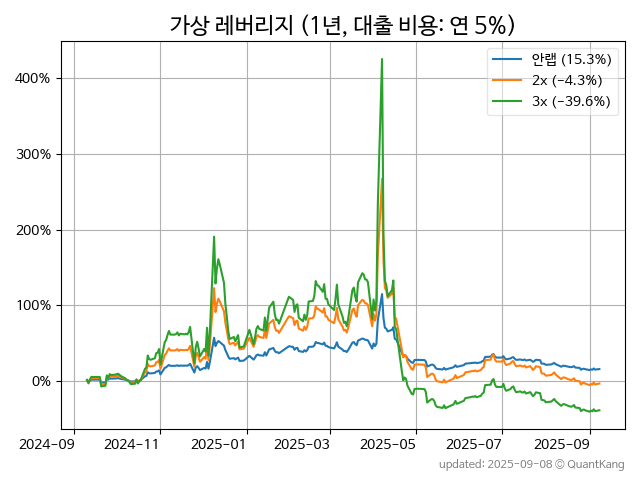 가상 레버리지 (1년, 대출 비용: 연 5%)
안랩 (15.3%)
2x (-4.3%)
3x (-39.6%)
400%
300%
200%
100%
0%
2024-09 2024-11 2025-01 2025-03 2025-05 2025-07 2025-09
updated: 2025-09-08 © QuantKang